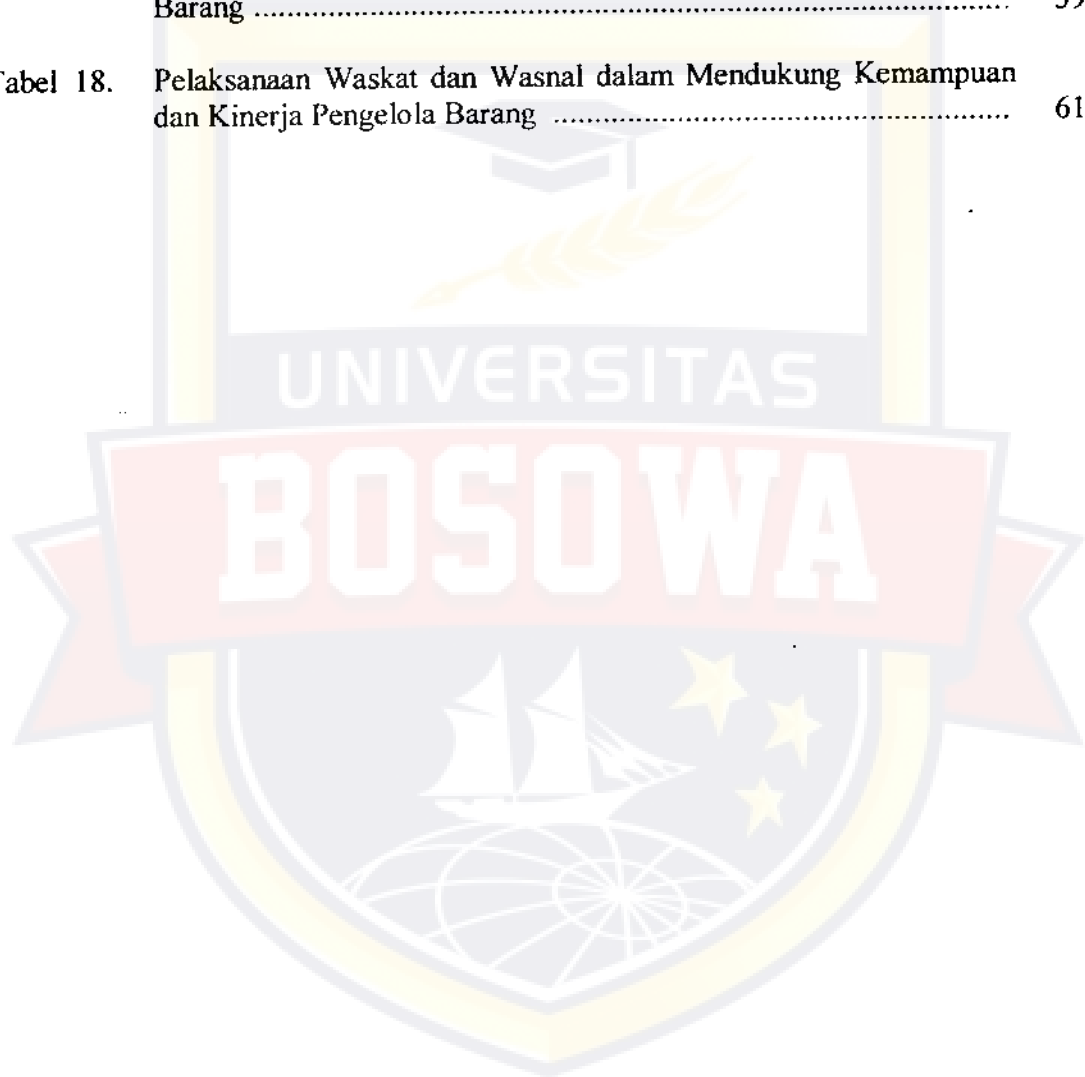 Barang ........................................................................................
Tabel 18. Pelaksanaan Waskat dan Wasnal dalam Mendukung Kemampuan
dan Kinerja Pengelola Barang ..................................................... 61
UNIVERSITAS
BOSOWA